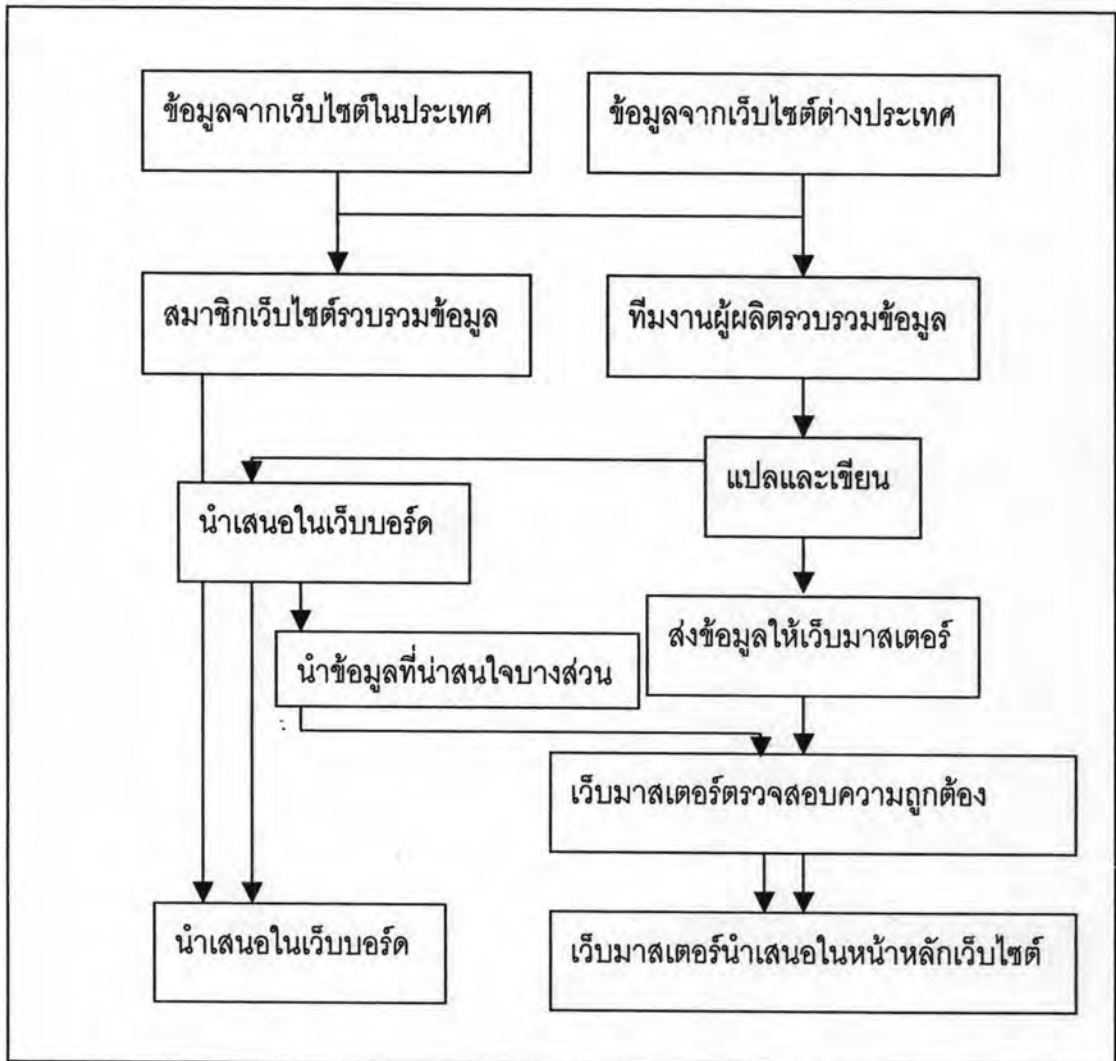 ข้อมูลจากเว็บไซต์ในประเทศ
ข้อมูลจากเว็บไซต์ต่างประเทศ
สมาชิกเว็บไซต์รวบรวมข้อมูล
ทีมงานผู้ผลิตรวบรวมข้อมูล
แปลและเขียน
นำเสนอในเว็บบอร์ด
ส่งข้อมูลให้เว็บมาสเตอร์
นำข้อมูลที่น่าสนใจบางส่วน
เว็บมาสเตอร์ตรวจสอบความถูกต้อง
นำเสนอในเว็บบอร์ด
เว็บมาสเตอร์นำเสนอในหน้าหลักเว็บไซต์